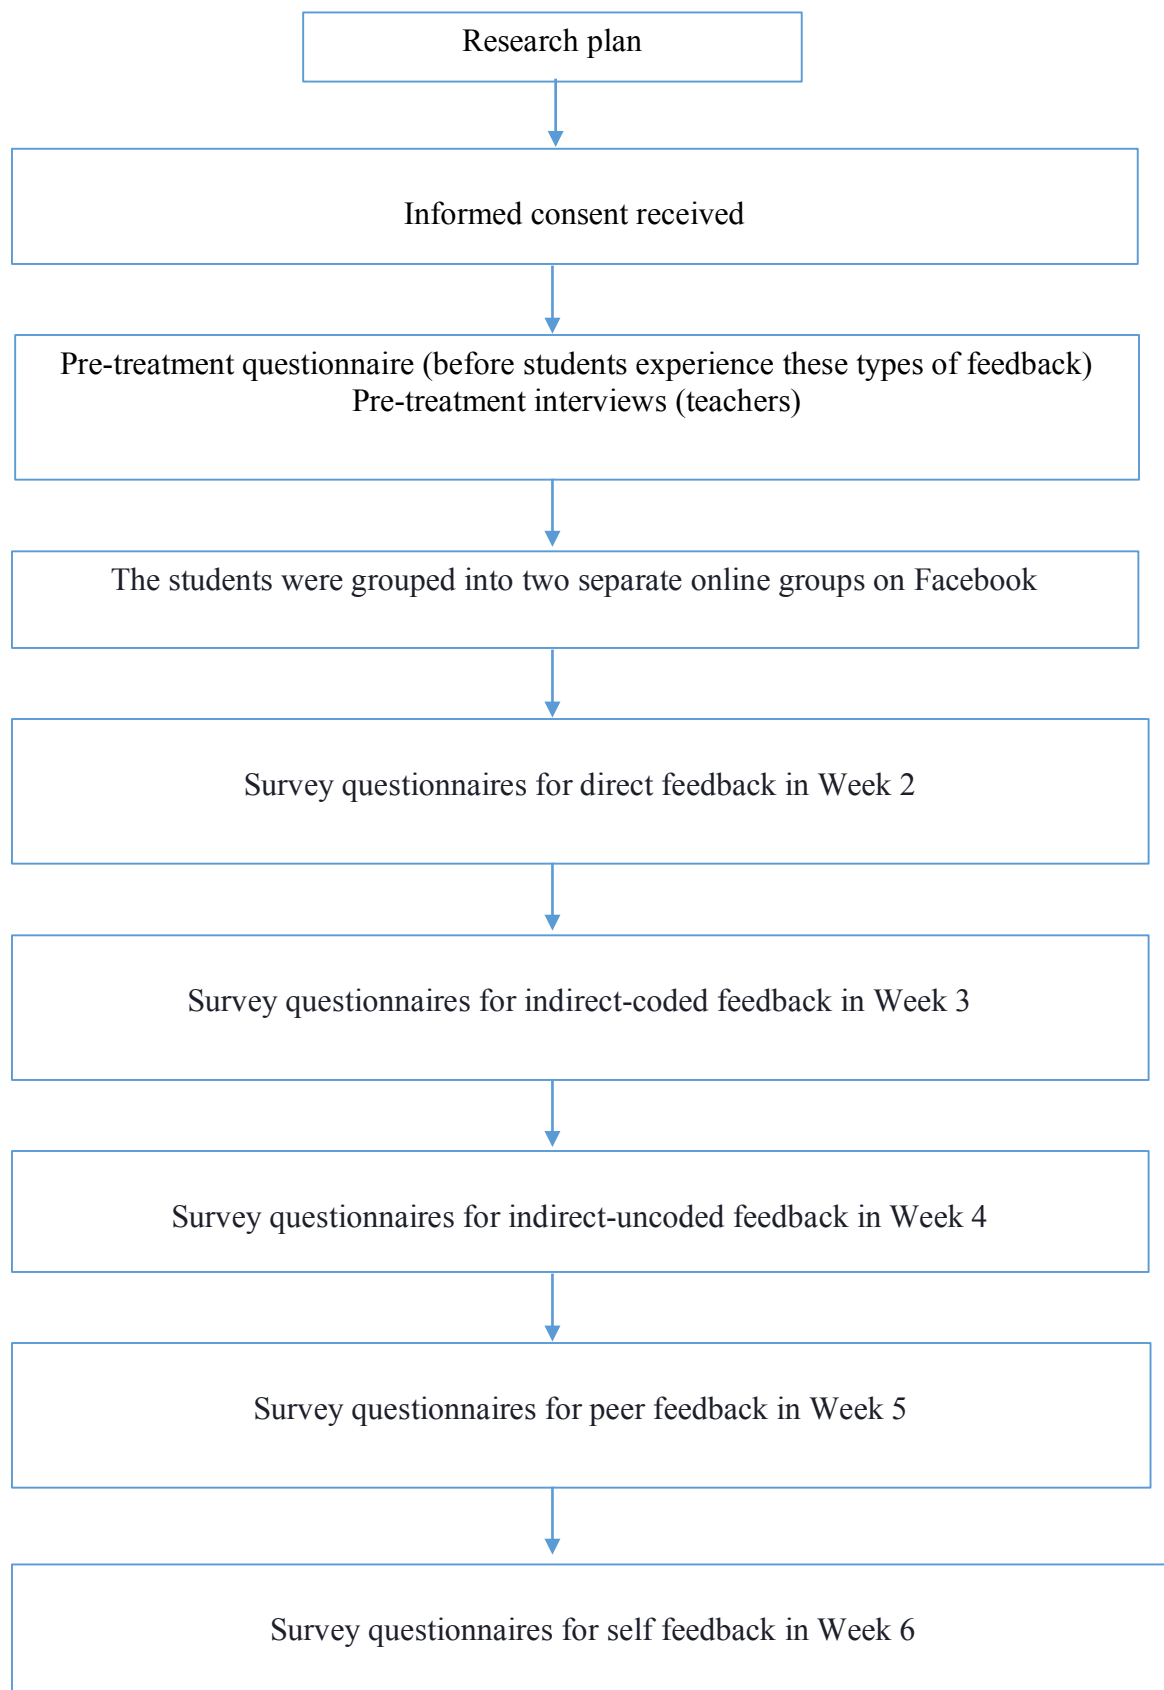 Research plan
Informed consent received
Pre-treatment questionnaire (before students experience these types of feedback)
Pre-treatment interviews (teachers)
The students were grouped into two separate online groups on Facebook
Survey questionnaires for direct feedback in Week 2
Survey questionnaires for indirect-coded feedback in Week 3
Survey questionnaires for indirect-uncoded feedback in Week 4
Survey questionnaires for peer feedback in Week 5
Survey questionnaires for self feedback in Week 6